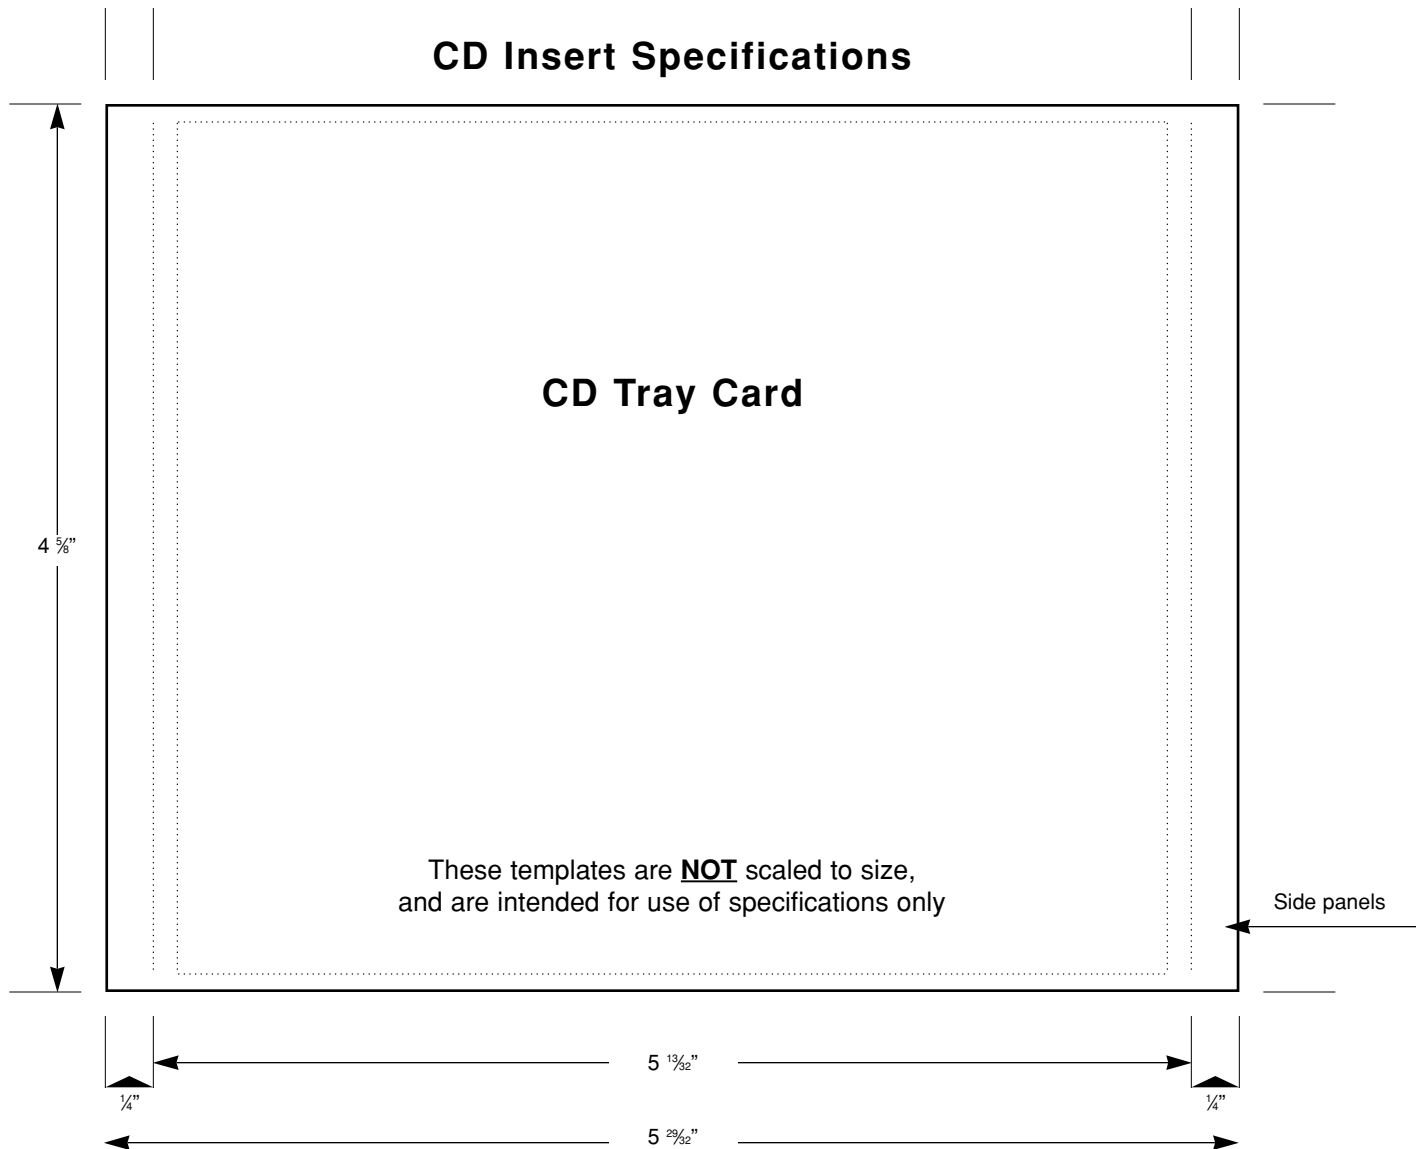 CD Insert Specifications
CD Tray Card
4 ⅝”
These templates are NOT scaled to size,
and are intended for use of specifications only
Side panels
5 13/32”
¼”
¼”
5 29/32”